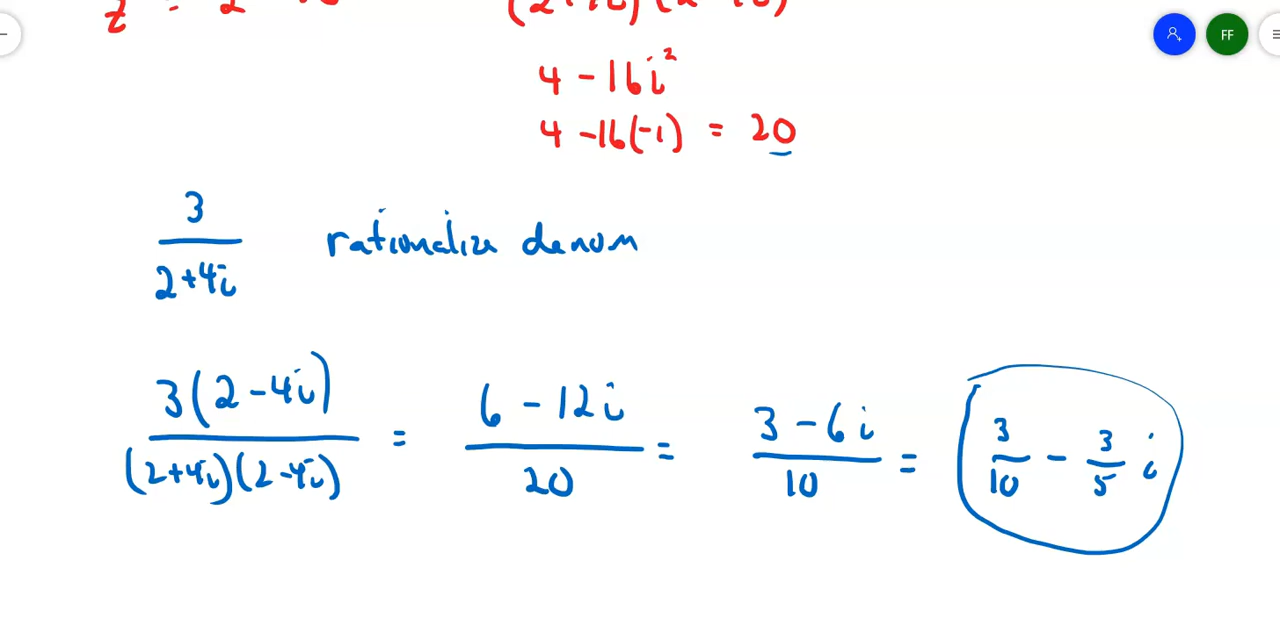 4 - 16i²
4 - 16(-1) = 20
FF
3/(2+4i) rationalize denom
3(2-4i)/((2+4i)(2-4i)) = (6-12i)/20 = (3-6i)/10 = 3/10 - 3/5 i